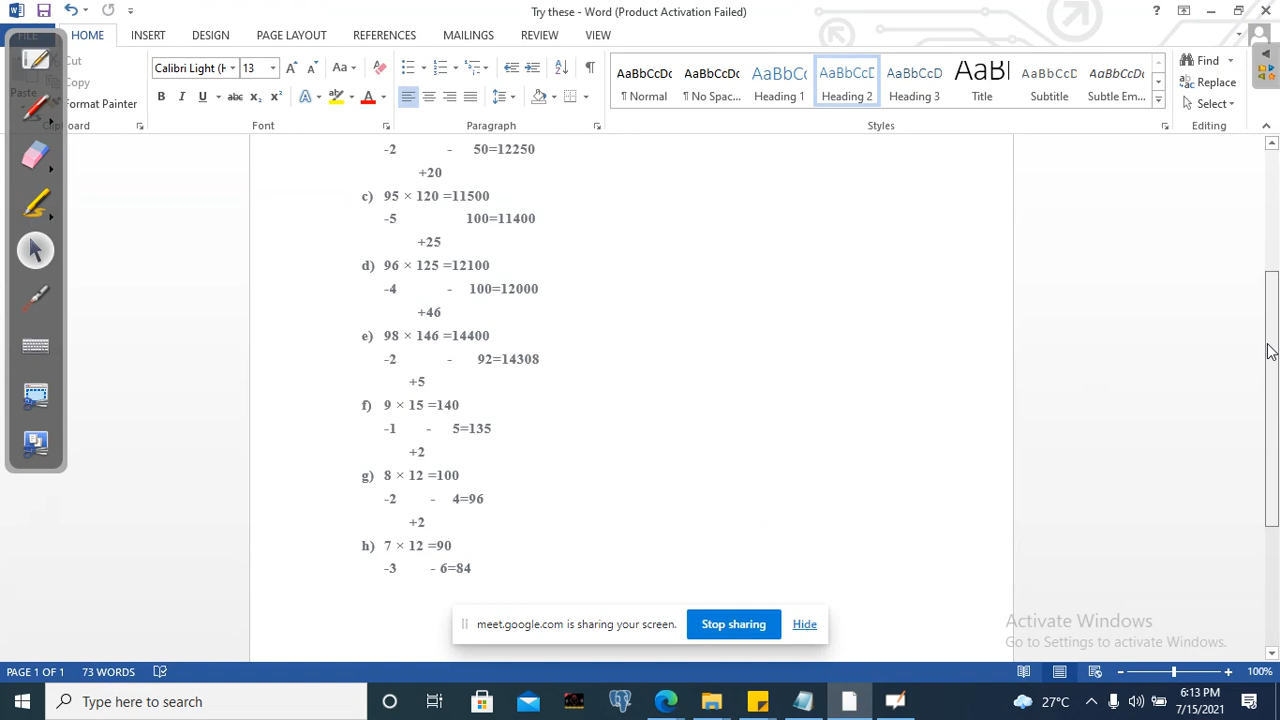 Try these - Word (Product Activation Failed)
FILE HOME INSERT DESIGN PAGE LAYOUT REFERENCES MAILINGS REVIEW VIEW
Cut
Copy
Paste
Format Painter
Clipboard
Calibri Light (H 13
Font
Paragraph
AaBbCcDc AaBbCcDc AaBbCc AaBbCcD AaBbCcD AaB AaBbCcD AaBbCcDc
¶ Normal ¶ No Spac... Heading 1 Heading 2 Heading 3 Title Subtitle Subtle Em...
Styles
Find
Replace
Select
Editing
-2 - 50=12250
+20
c) 95 × 120 =11500
-5 100=11400
+25
d) 96 × 125 =12100
-4 - 100=12000
+46
e) 98 × 146 =14400
-2 - 92=14308
+5
f) 9 × 15 =140
-1 - 5=135
+2
g) 8 × 12 =100
-2 - 4=96
+2
h) 7 × 12 =90
-3 - 6=84
meet.google.com is sharing your screen. Stop sharing Hide
Activate Windows
Go to Settings to activate Windows.
PAGE 1 OF 1 73 WORDS 100%
Type here to search
27°C
6:13 PM
7/15/2021